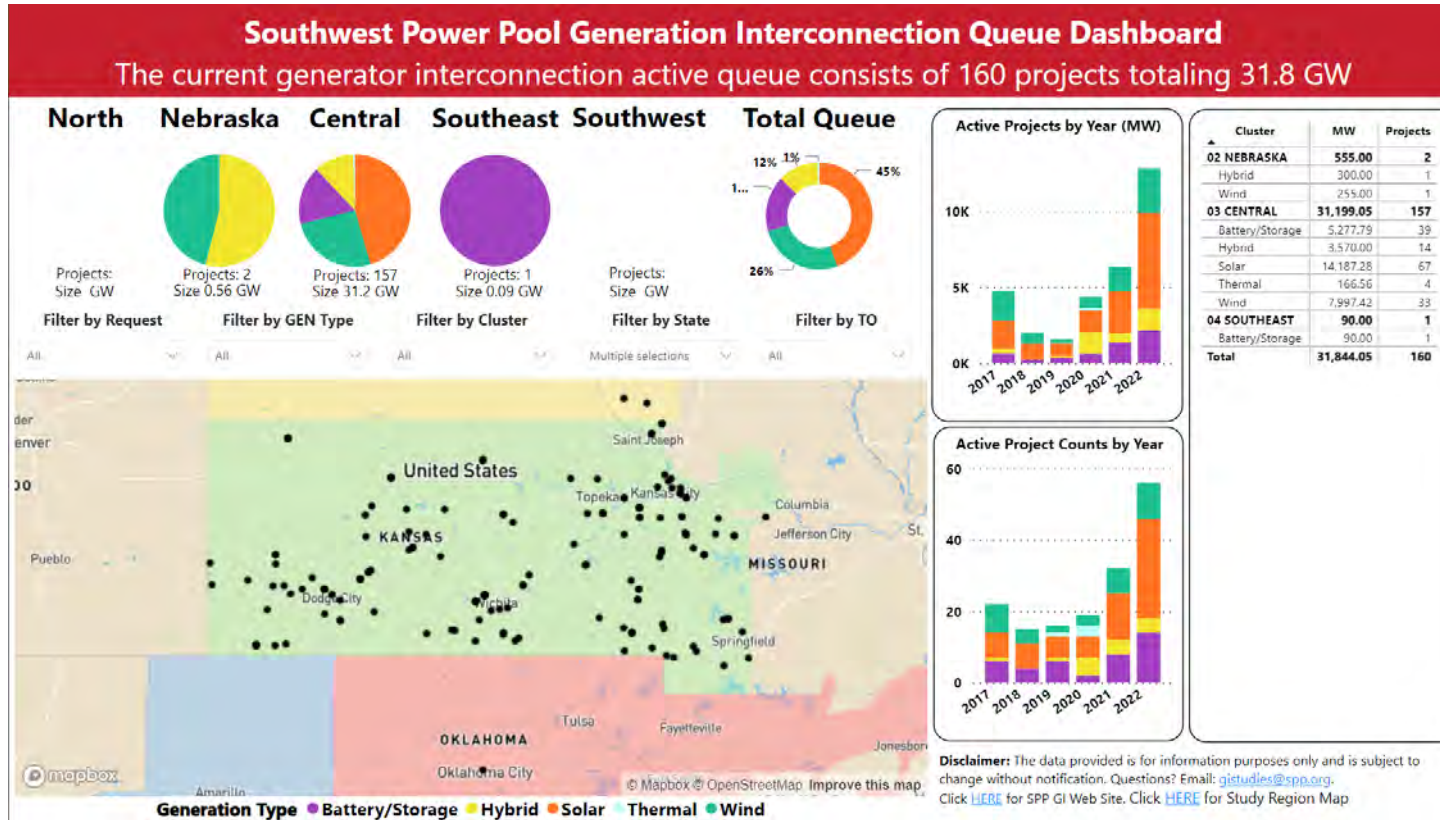 Southwest Power Pool Generation Interconnection Queue Dashboard
The current generator interconnection active queue consists of 160 projects totaling 31.8 GW
North
Nebraska
Central
Southeast
Southwest
Total Queue
12%
1%
45%
1...
26%
Projects:
Size GW
Projects: 2
Size 0.56 GW
Projects: 157
Size 31.2 GW
Projects: 1
Size 0.09 GW
Projects:
Size GW
Filter by Request
Filter by GEN Type
Filter by Cluster
Filter by State
Filter by TO
All
All
All
Multiple selections
All
Saint Joseph
United States
Topeka
Kansas City
Columbia
Jefferson City
St.
KANSAS
MISSOURI
Pueblo
Dodge City
Wichita
Springfield
Tulsa
Fayetteville
OKLAHOMA
Jonesboro
Oklahoma City
mapbox
Amarillo
© Mapbox © OpenStreetMap Improve this map
Generation Type Battery/Storage Hybrid Solar Thermal Wind
Active Projects by Year (MW)
10K
5K
0K
2017 2018 2019 2020 2021 2022
Active Project Counts by Year
60
40
20
0
2017 2018 2019 2020 2021 2022
Cluster MW Projects
02 NEBRASKA 555.00 2
Hybrid 300.00 1
Wind 255.00 1
03 CENTRAL 31,199.05 157
Battery/Storage 5,277.79 39
Hybrid 3,570.00 14
Solar 14,187.28 67
Thermal 166.56 4
Wind 7,997.42 33
04 SOUTHEAST 90.00 1
Battery/Storage 90.00 1
Total 31,844.05 160
Disclaimer: The data provided is for information purposes only and is subject to
change without notification. Questions? Email: gistudies@spp.org.
Click HERE for SPP GI Web Site. Click HERE for Study Region Map